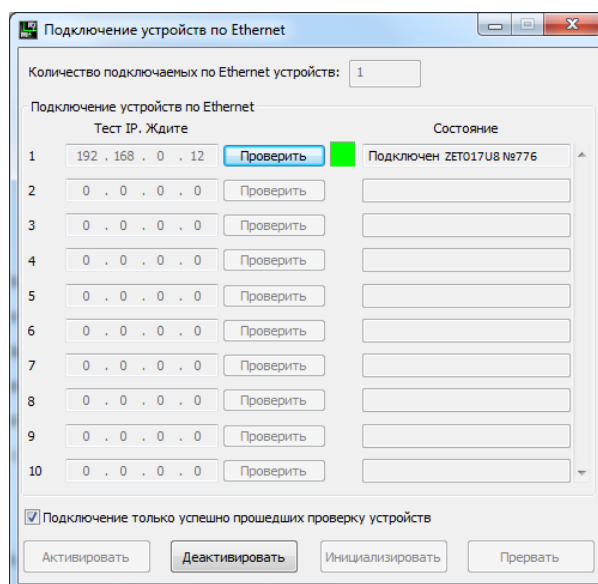 Подключение устройств по Ethernet
Количество подключаемых по Ethernet устройств: 1
Подключение устройств по Ethernet
Тест IP. Ждите Состояние
1 192 . 168 . 0 . 12 Проверить Подключен ZET017U8 №776
2 0 . 0 . 0 . 0 Проверить
3 0 . 0 . 0 . 0 Проверить
4 0 . 0 . 0 . 0 Проверить
5 0 . 0 . 0 . 0 Проверить
6 0 . 0 . 0 . 0 Проверить
7 0 . 0 . 0 . 0 Проверить
8 0 . 0 . 0 . 0 Проверить
9 0 . 0 . 0 . 0 Проверить
10 0 . 0 . 0 . 0 Проверить
Подключение только успешно прошедших проверку устройств
Активировать Деактивировать Инициализировать Прервать